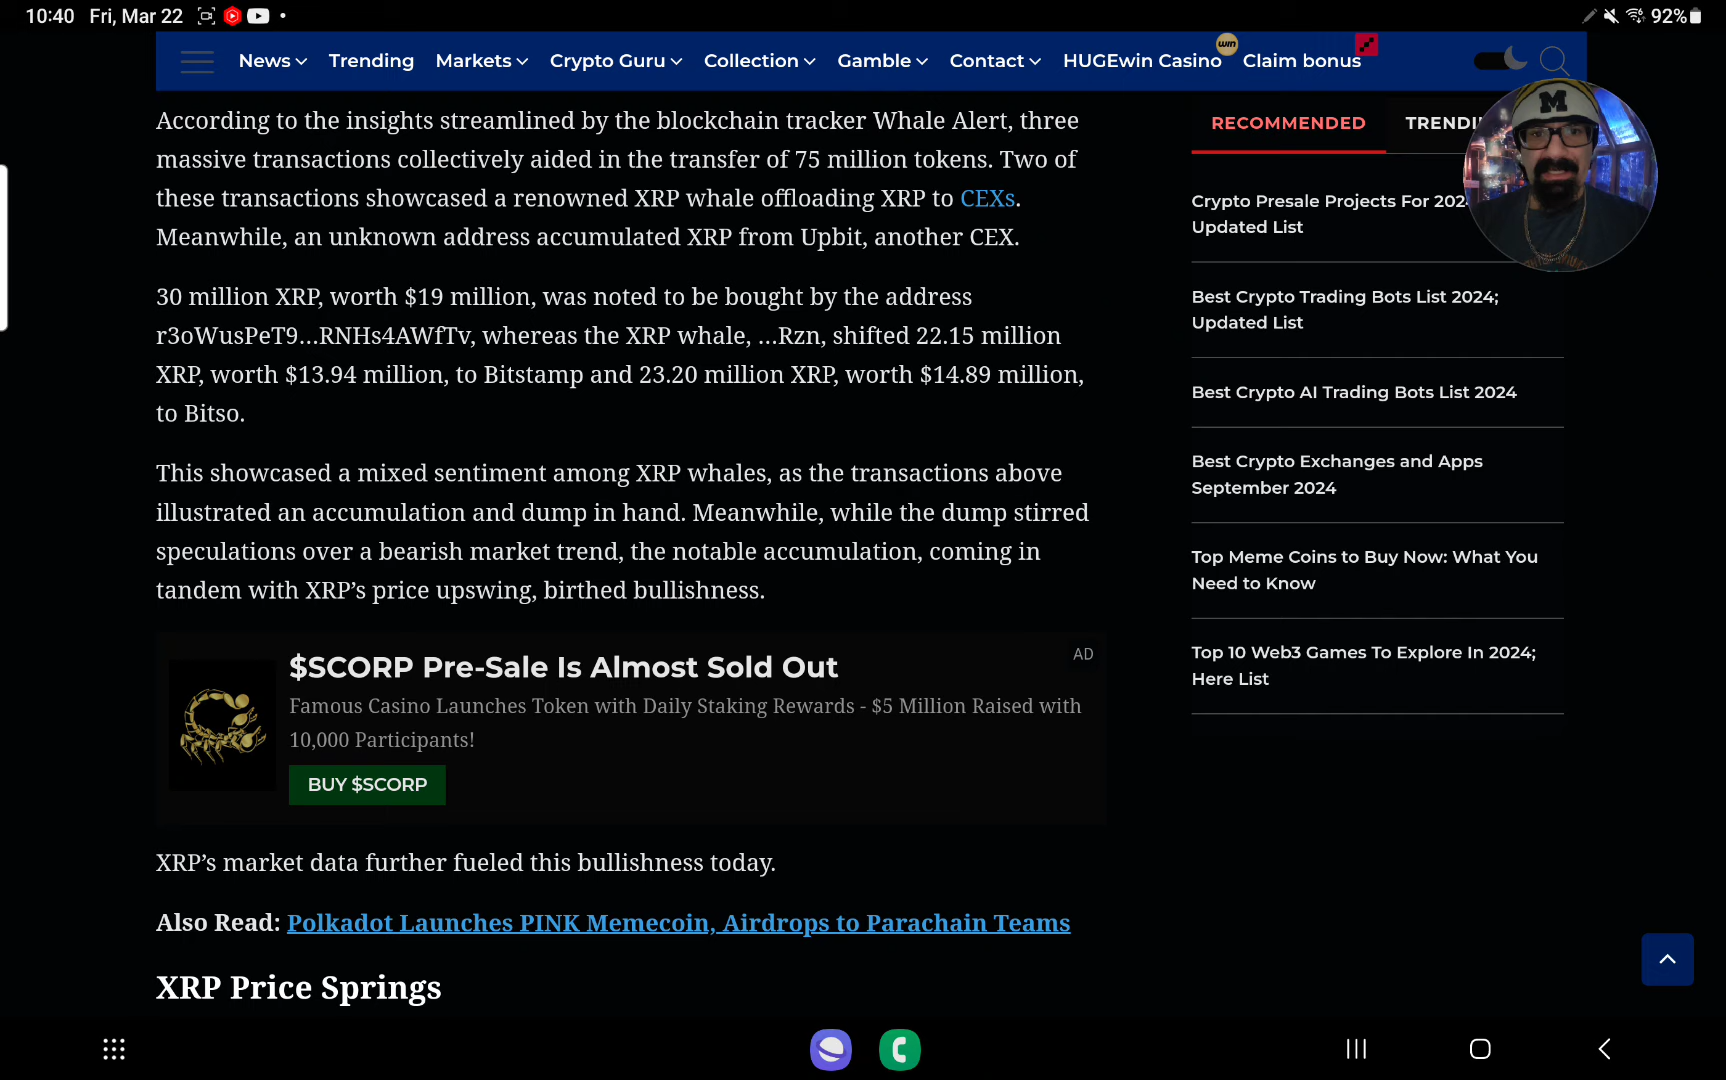 10:40 Fri, Mar 22
92%
News Trending Markets Crypto Guru Collection Gamble Contact HUGEwin Casino Claim bonus
win
M
According to the insights streamlined by the blockchain tracker Whale Alert, three
massive transactions collectively aided in the transfer of 75 million tokens. Two of
these transactions showcased a renowned XRP whale offloading XRP to CEXs.
Meanwhile, an unknown address accumulated XRP from Upbit, another CEX.
30 million XRP, worth $19 million, was noted to be bought by the address
r3oWusPeT9...RNHs4AWfTv, whereas the XRP whale, ...Rzn, shifted 22.15 million
XRP, worth $13.94 million, to Bitstamp and 23.20 million XRP, worth $14.89 million,
to Bitso.
This showcased a mixed sentiment among XRP whales, as the transactions above
illustrated an accumulation and dump in hand. Meanwhile, while the dump stirred
speculations over a bearish market trend, the notable accumulation, coming in
tandem with XRP's price upswing, birthed bullishness.
AD
$SCORP Pre-Sale Is Almost Sold Out
Famous Casino Launches Token with Daily Staking Rewards - $5 Million Raised with
10,000 Participants!
BUY $SCORP
XRP's market data further fueled this bullishness today.
Also Read: Polkadot Launches PINK Memecoin, Airdrops to Parachain Teams
XRP Price Springs
RECOMMENDED
TRENDI
Crypto Presale Projects For 202
Updated List
Best Crypto Trading Bots List 2024;
Updated List
Best Crypto AI Trading Bots List 2024
Best Crypto Exchanges and Apps
September 2024
Top Meme Coins to Buy Now: What You
Need to Know
Top 10 Web3 Games To Explore In 2024;
Here List